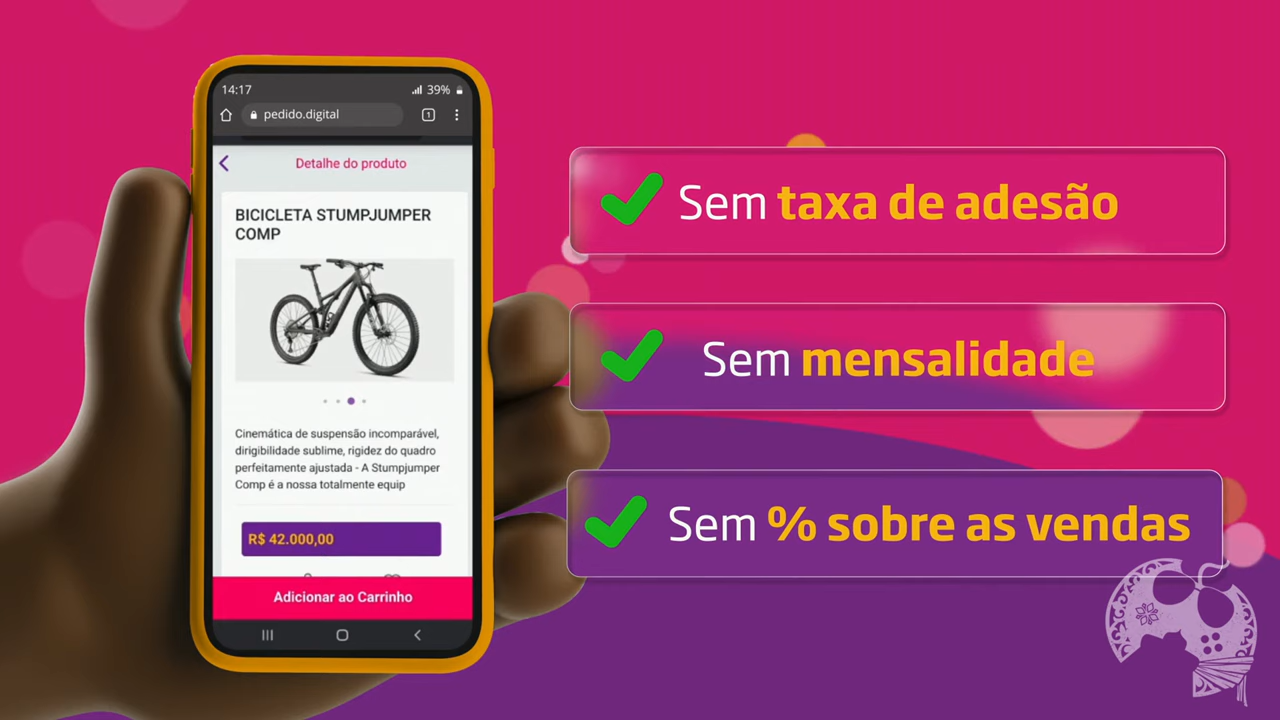 14:17
39%
pedido.digital
1
Detalhe do produto
BICICLETA STUMPJUMPER
COMP
Cinemática de suspensão incomparável,
dirigibilidade sublime, rigidez do quadro
perfeitamente ajustada - A Stumpjumper
Comp é a nossa totalmente equip
R$ 42.000,00
Adicionar ao Carrinho
Sem taxa de adesão
Sem mensalidade
Sem % sobre as vendas